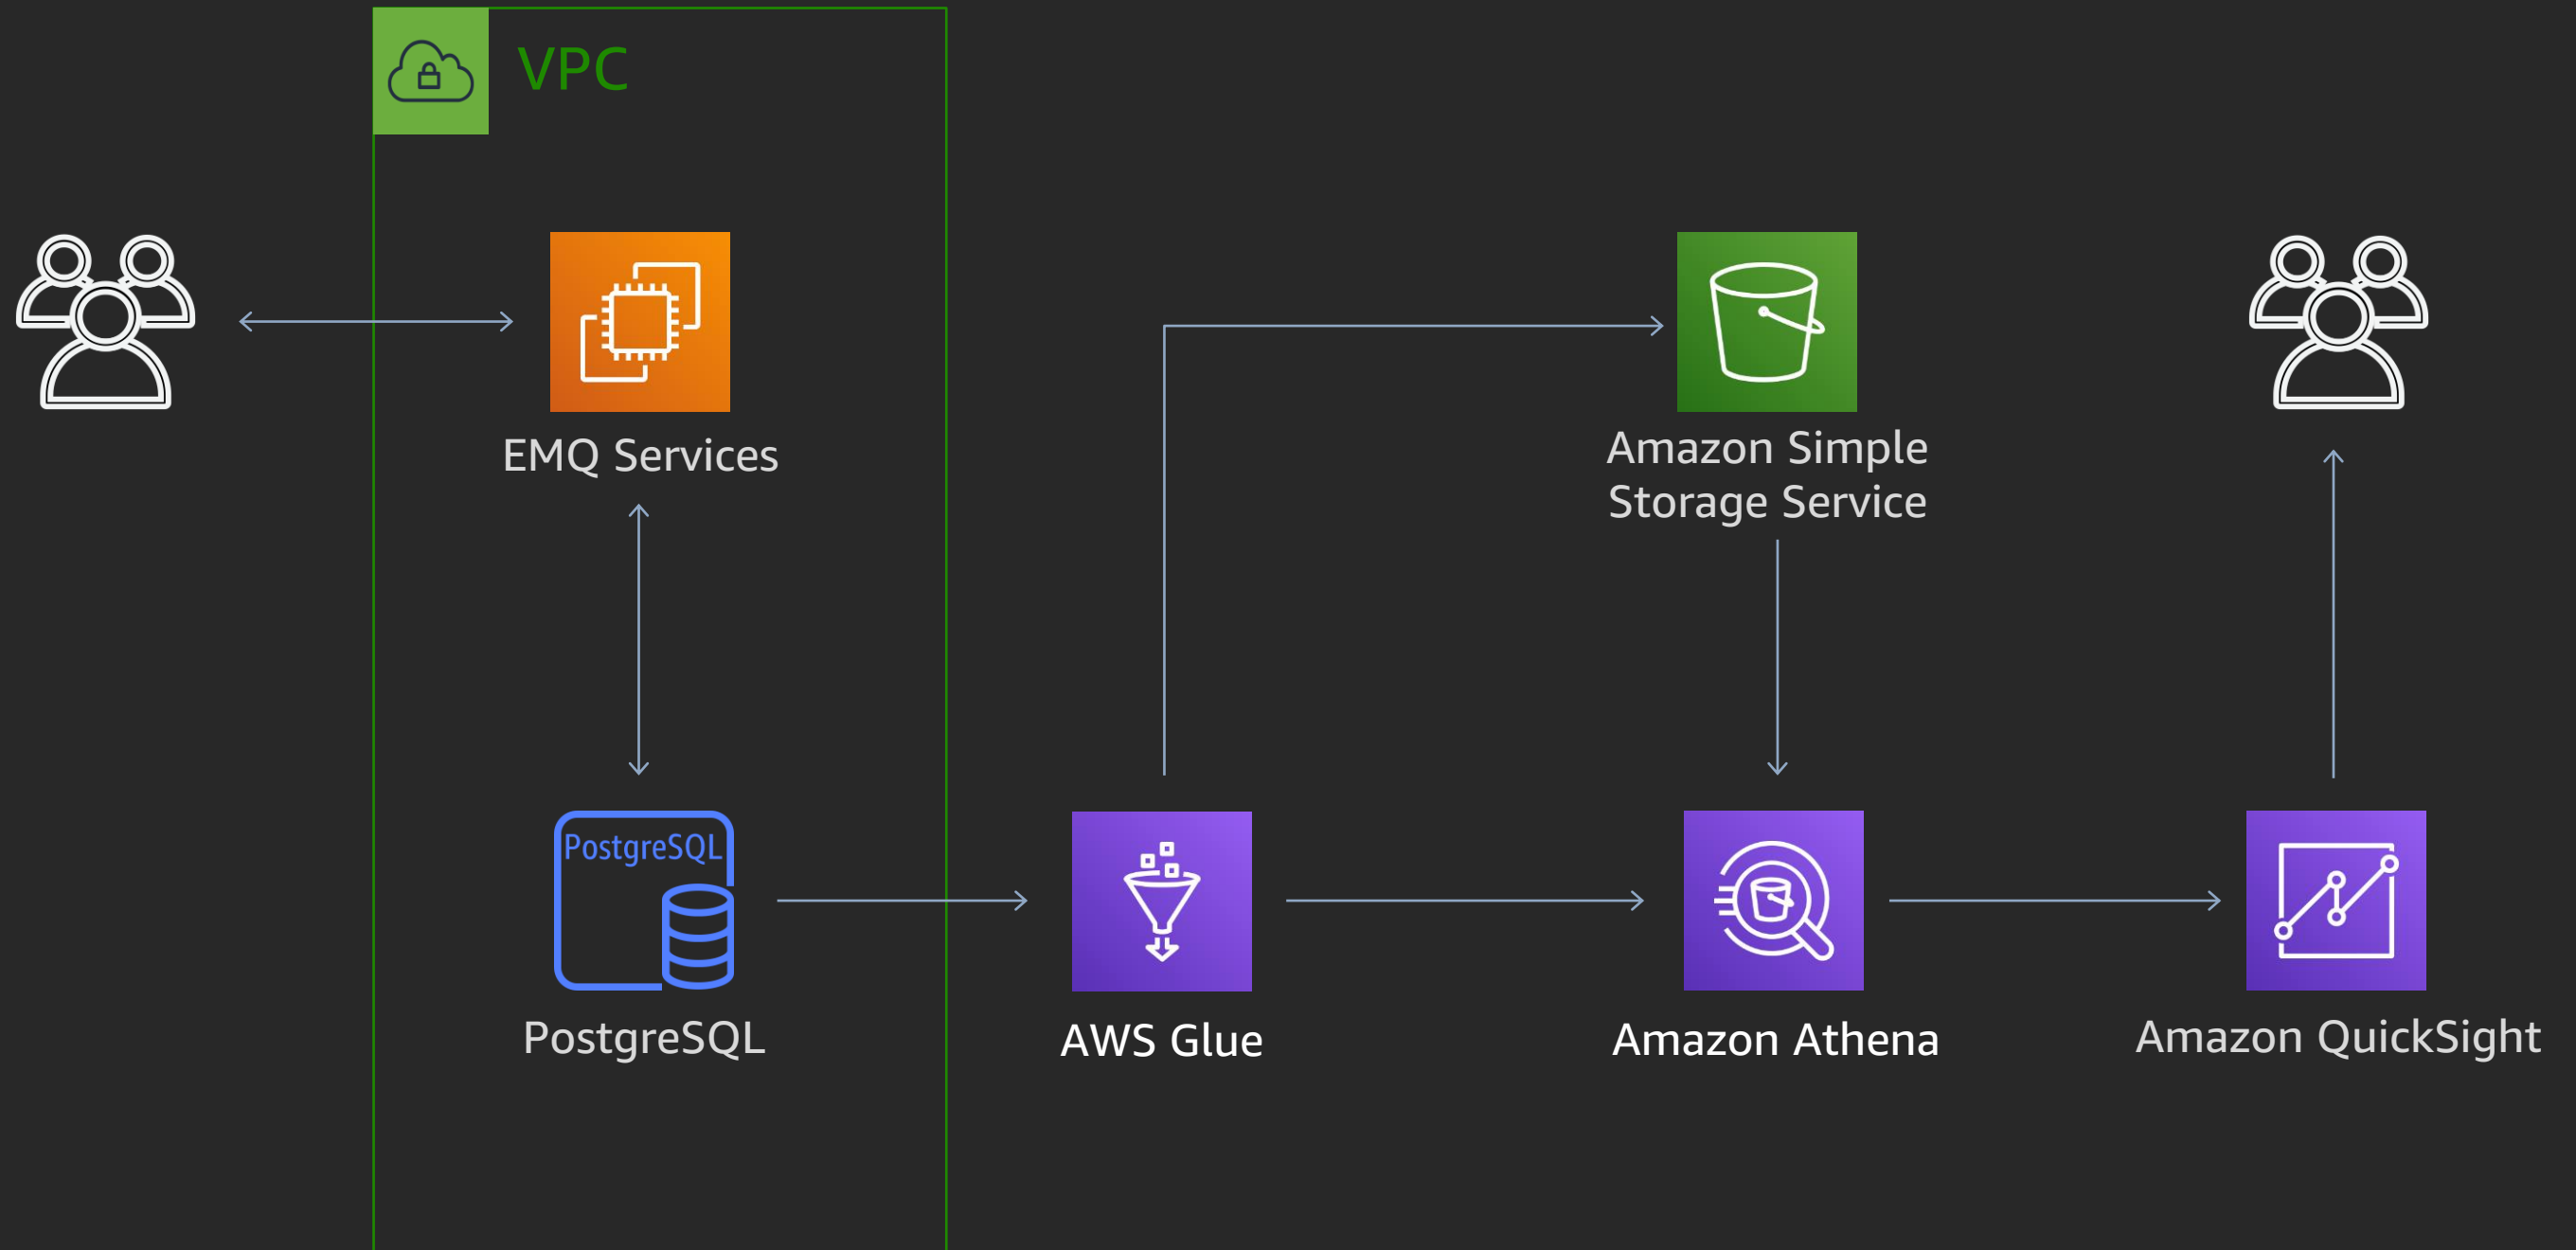 VPC
EMQ Services
Amazon Simple
Storage Service
PostgreSQL
PostgreSQL
AWS Glue
Amazon Athena
Amazon QuickSight